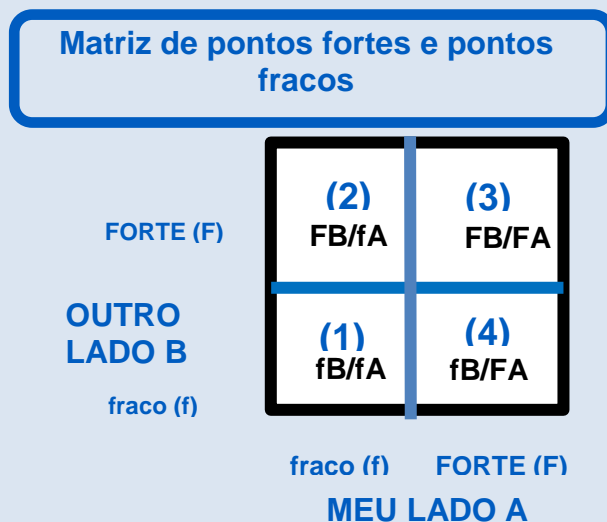 Matriz de pontos fortes e pontos
fracos
(2)
(3)
FORTE (F)
FB/fA
FB/FA
OUTRO
LADO B
(1)
(4)
fB/fA
fB/FA
fraco (f)
fraco (f)
FORTE (F)
MEU LADO A